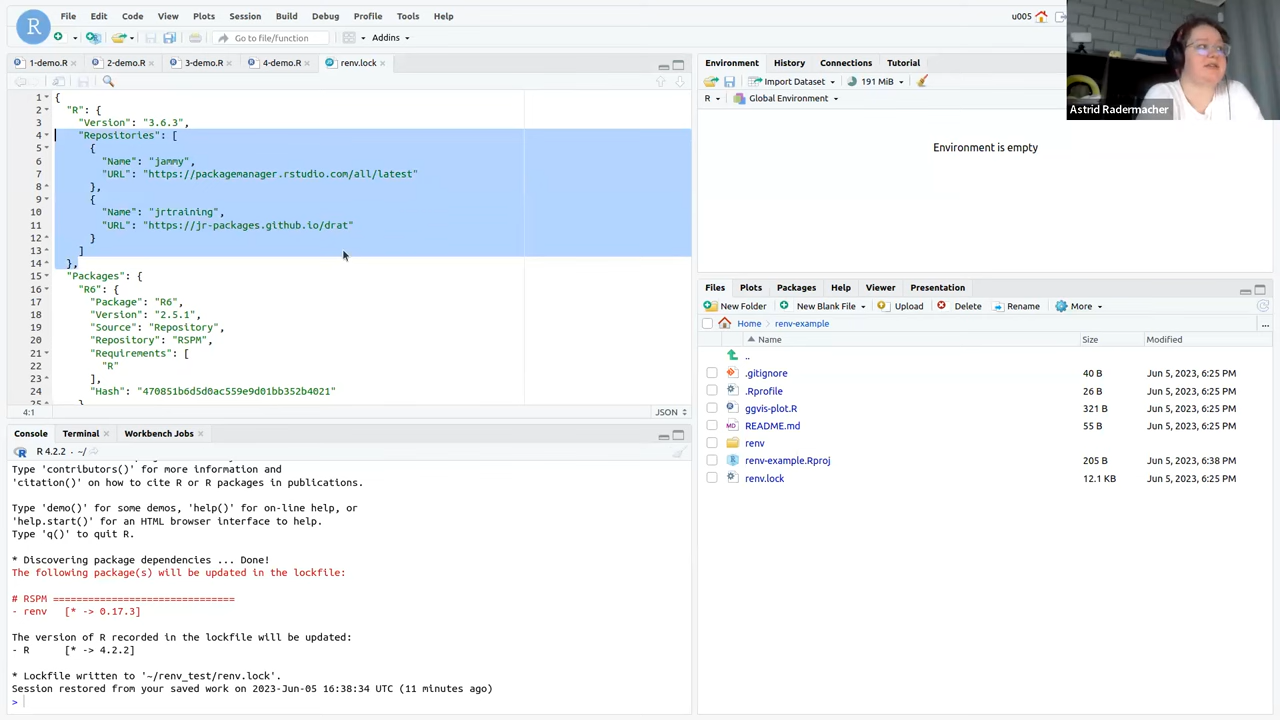 File Edit Code View Plots Session Build Debug Profile Tools Help
u005
Go to file/function
Addins
1-demo.R
2-demo.R
3-demo.R
4-demo.R
renv.lock
1 {
2 "R": {
3 "Version": "3.6.3",
4 "Repositories": [
5 {
6 "Name": "jammy",
7 "URL": "https://packagemanager.rstudio.com/all/latest"
8 },
9 {
10 "Name": "jrtraining",
11 "URL": "https://jr-packages.github.io/drat"
12 }
13 ]
14 },
15 "Packages": {
16 "R6": {
17 "Package": "R6",
18 "Version": "2.5.1",
19 "Source": "Repository",
20 "Repository": "RSPM",
21 "Requirements": [
22 "R"
23 ],
24 "Hash": "470851b6d5d0ac559e9d01bb352b4021"
25 }
4:1
JSON
Console Terminal Workbench Jobs
R 4.2.2 · ~/
Type 'contributors()' for more information and
'citation()' on how to cite R or R packages in publications.
Type 'demo()' for some demos, 'help()' for on-line help, or
'help.start()' for an HTML browser interface to help.
Type 'q()' to quit R.
* Discovering package dependencies ... Done!
The following package(s) will be updated in the lockfile:
# RSPM ===============================
- renv [* -> 0.17.3]
The version of R recorded in the lockfile will be updated:
- R [* -> 4.2.2]
* Lockfile written to '~/renv_test/renv.lock'.
Session restored from your saved work on 2023-Jun-05 16:38:34 UTC (11 minutes ago)
>
Environment History Connections Tutorial
Import Dataset
191 MiB
R
Global Environment
Environment is empty
Files Plots Packages Help Viewer Presentation
New Folder New Blank File Upload Delete Rename More
Home renv-example
Name Size Modified
..
.gitignore 40 B Jun 5, 2023, 6:25 PM
.Rprofile 26 B Jun 5, 2023, 6:25 PM
ggvis-plot.R 321 B Jun 5, 2023, 6:25 PM
README.md 55 B Jun 5, 2023, 6:25 PM
renv
renv-example.Rproj 205 B Jun 5, 2023, 6:38 PM
renv.lock 12.1 KB Jun 5, 2023, 6:25 PM
Astrid Radermacher